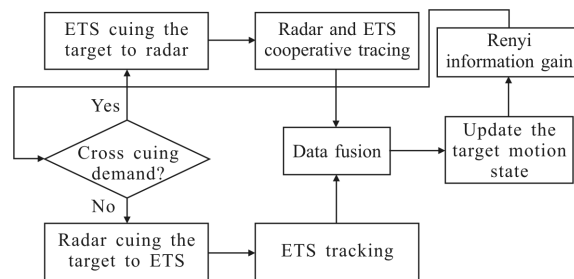 ETS cuing the
target to radar
Radar and ETS
cooperative tracing
Renyi
information gain
Yes
Cross cuing
demand?
Data fusion
Update the
target motion
state
No
Radar cuing the
target to ETS
ETS tracking